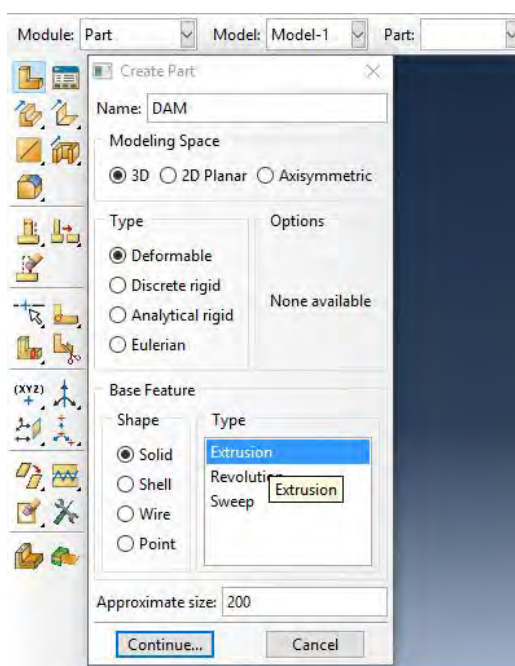 Module: Part Model: Model-1 Part:
Create Part
Name: DAM
Modeling Space
3D 2D Planar Axisymmetric
Type Options
Deformable
Discrete rigid
None available
Analytical rigid
Eulerian
Base Feature
Shape Type
Solid Extrusion
Shell Revolution Extrusion
Wire Sweep
Point
Approximate size: 200
Continue... Cancel
(XYZ)